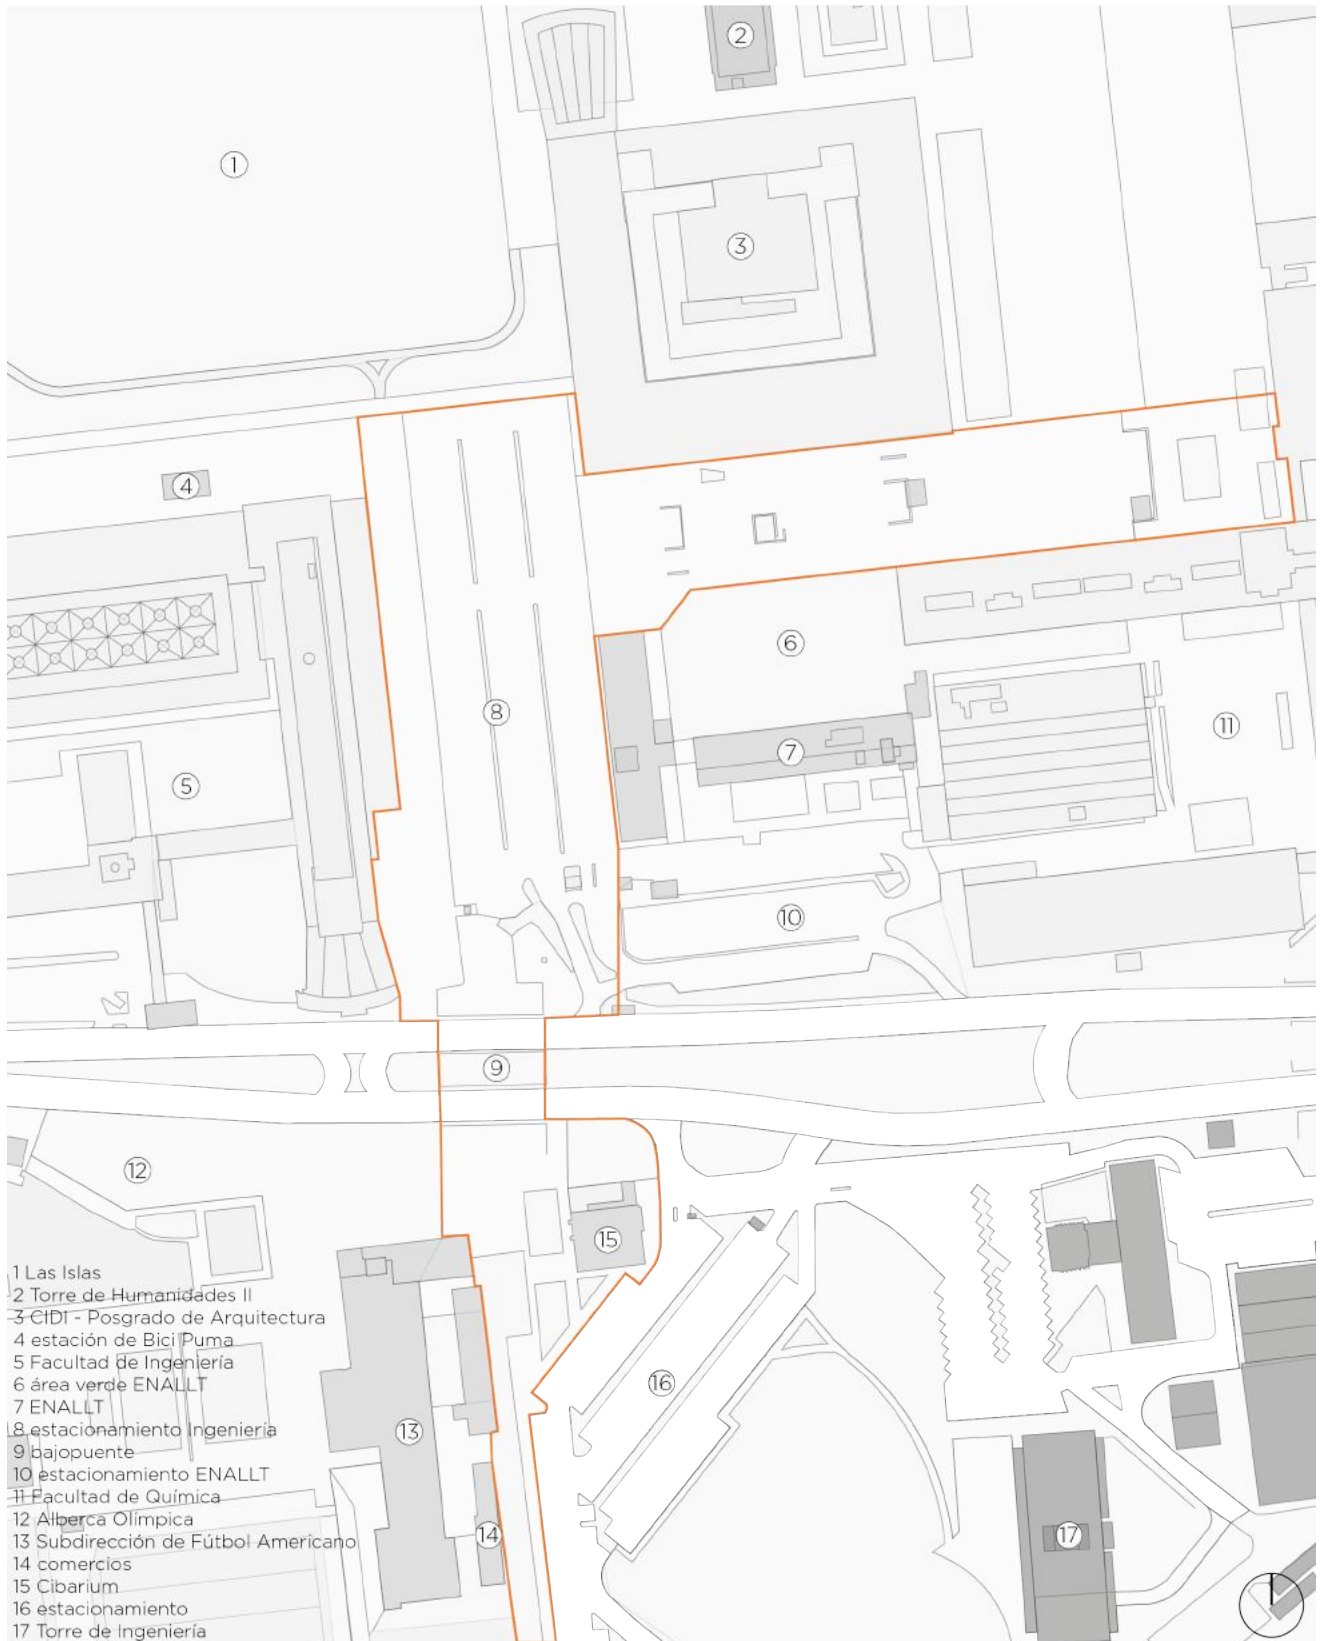 2
1
3
4
6
8
7
11
5
10
9
12
15
16
13
14
17
1 Las Islas
2 Torre de Humanidades II
3 CIDI - Posgrado de Arquitectura
4 estación de Bici Puma
5 Facultad de Ingeniería
6 área verde ENALLT
7 ENALLT
8 estacionamiento Ingeniería
9 bajopuente
10 estacionamiento ENALLT
11 Facultad de Química
12 Alberca Olímpica
13 Subdirección de Fútbol Americano
14 comercios
15 Cibarium
16 estacionamiento
17 Torre de Ingeniería